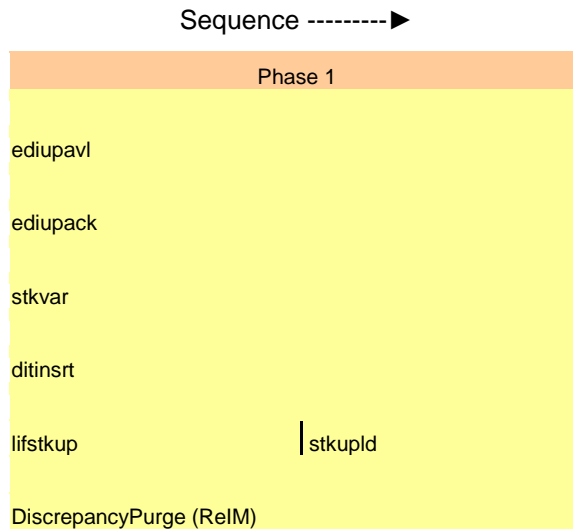 Sequence ---------►
Phase 1
ediupavl
ediupack
stkvar
ditinsrt
lifstkup | stkupld
DiscrepancyPurge (ReIM)